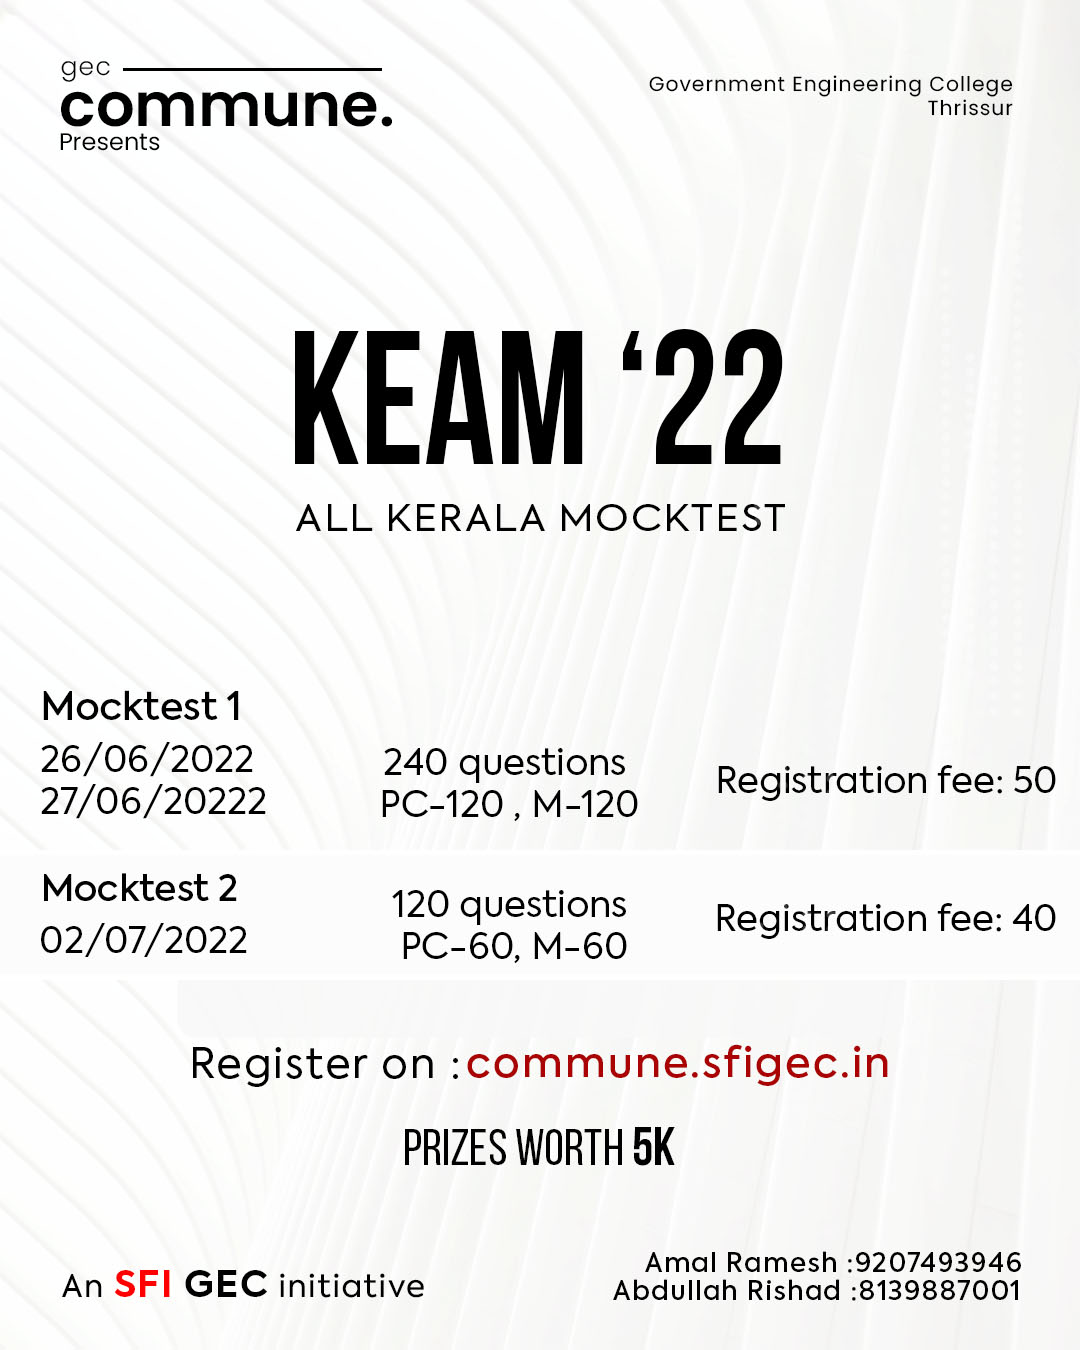 gec
commune.
Presents
Government Engineering College
Thrissur
KEAM ‘22
ALL KERALA MOCKTEST
Mocktest 1
26/06/2022
27/06/20222
240 questions
PC-120 , M-120
Registration fee: 50
Mocktest 2
02/07/2022
120 questions
PC-60, M-60
Registration fee: 40
Register on :commune.sfigec.in
PRIZES WORTH 5K
An SFI GEC initiative
Amal Ramesh :9207493946
Abdullah Rishad :8139887001